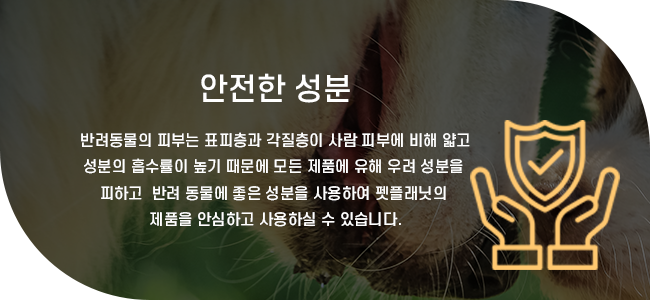 안전한 성분
반려동물의 피부는 표피층과 각질층이 사람 피부에 비해 얇고
성분의 흡수률이 높기 때문에 모든 제품에 유해 우려 성분을
피하고 반려 동물에 좋은 성분을 사용하여 펫플래닛의
제품을 안심하고 사용하실 수 있습니다.